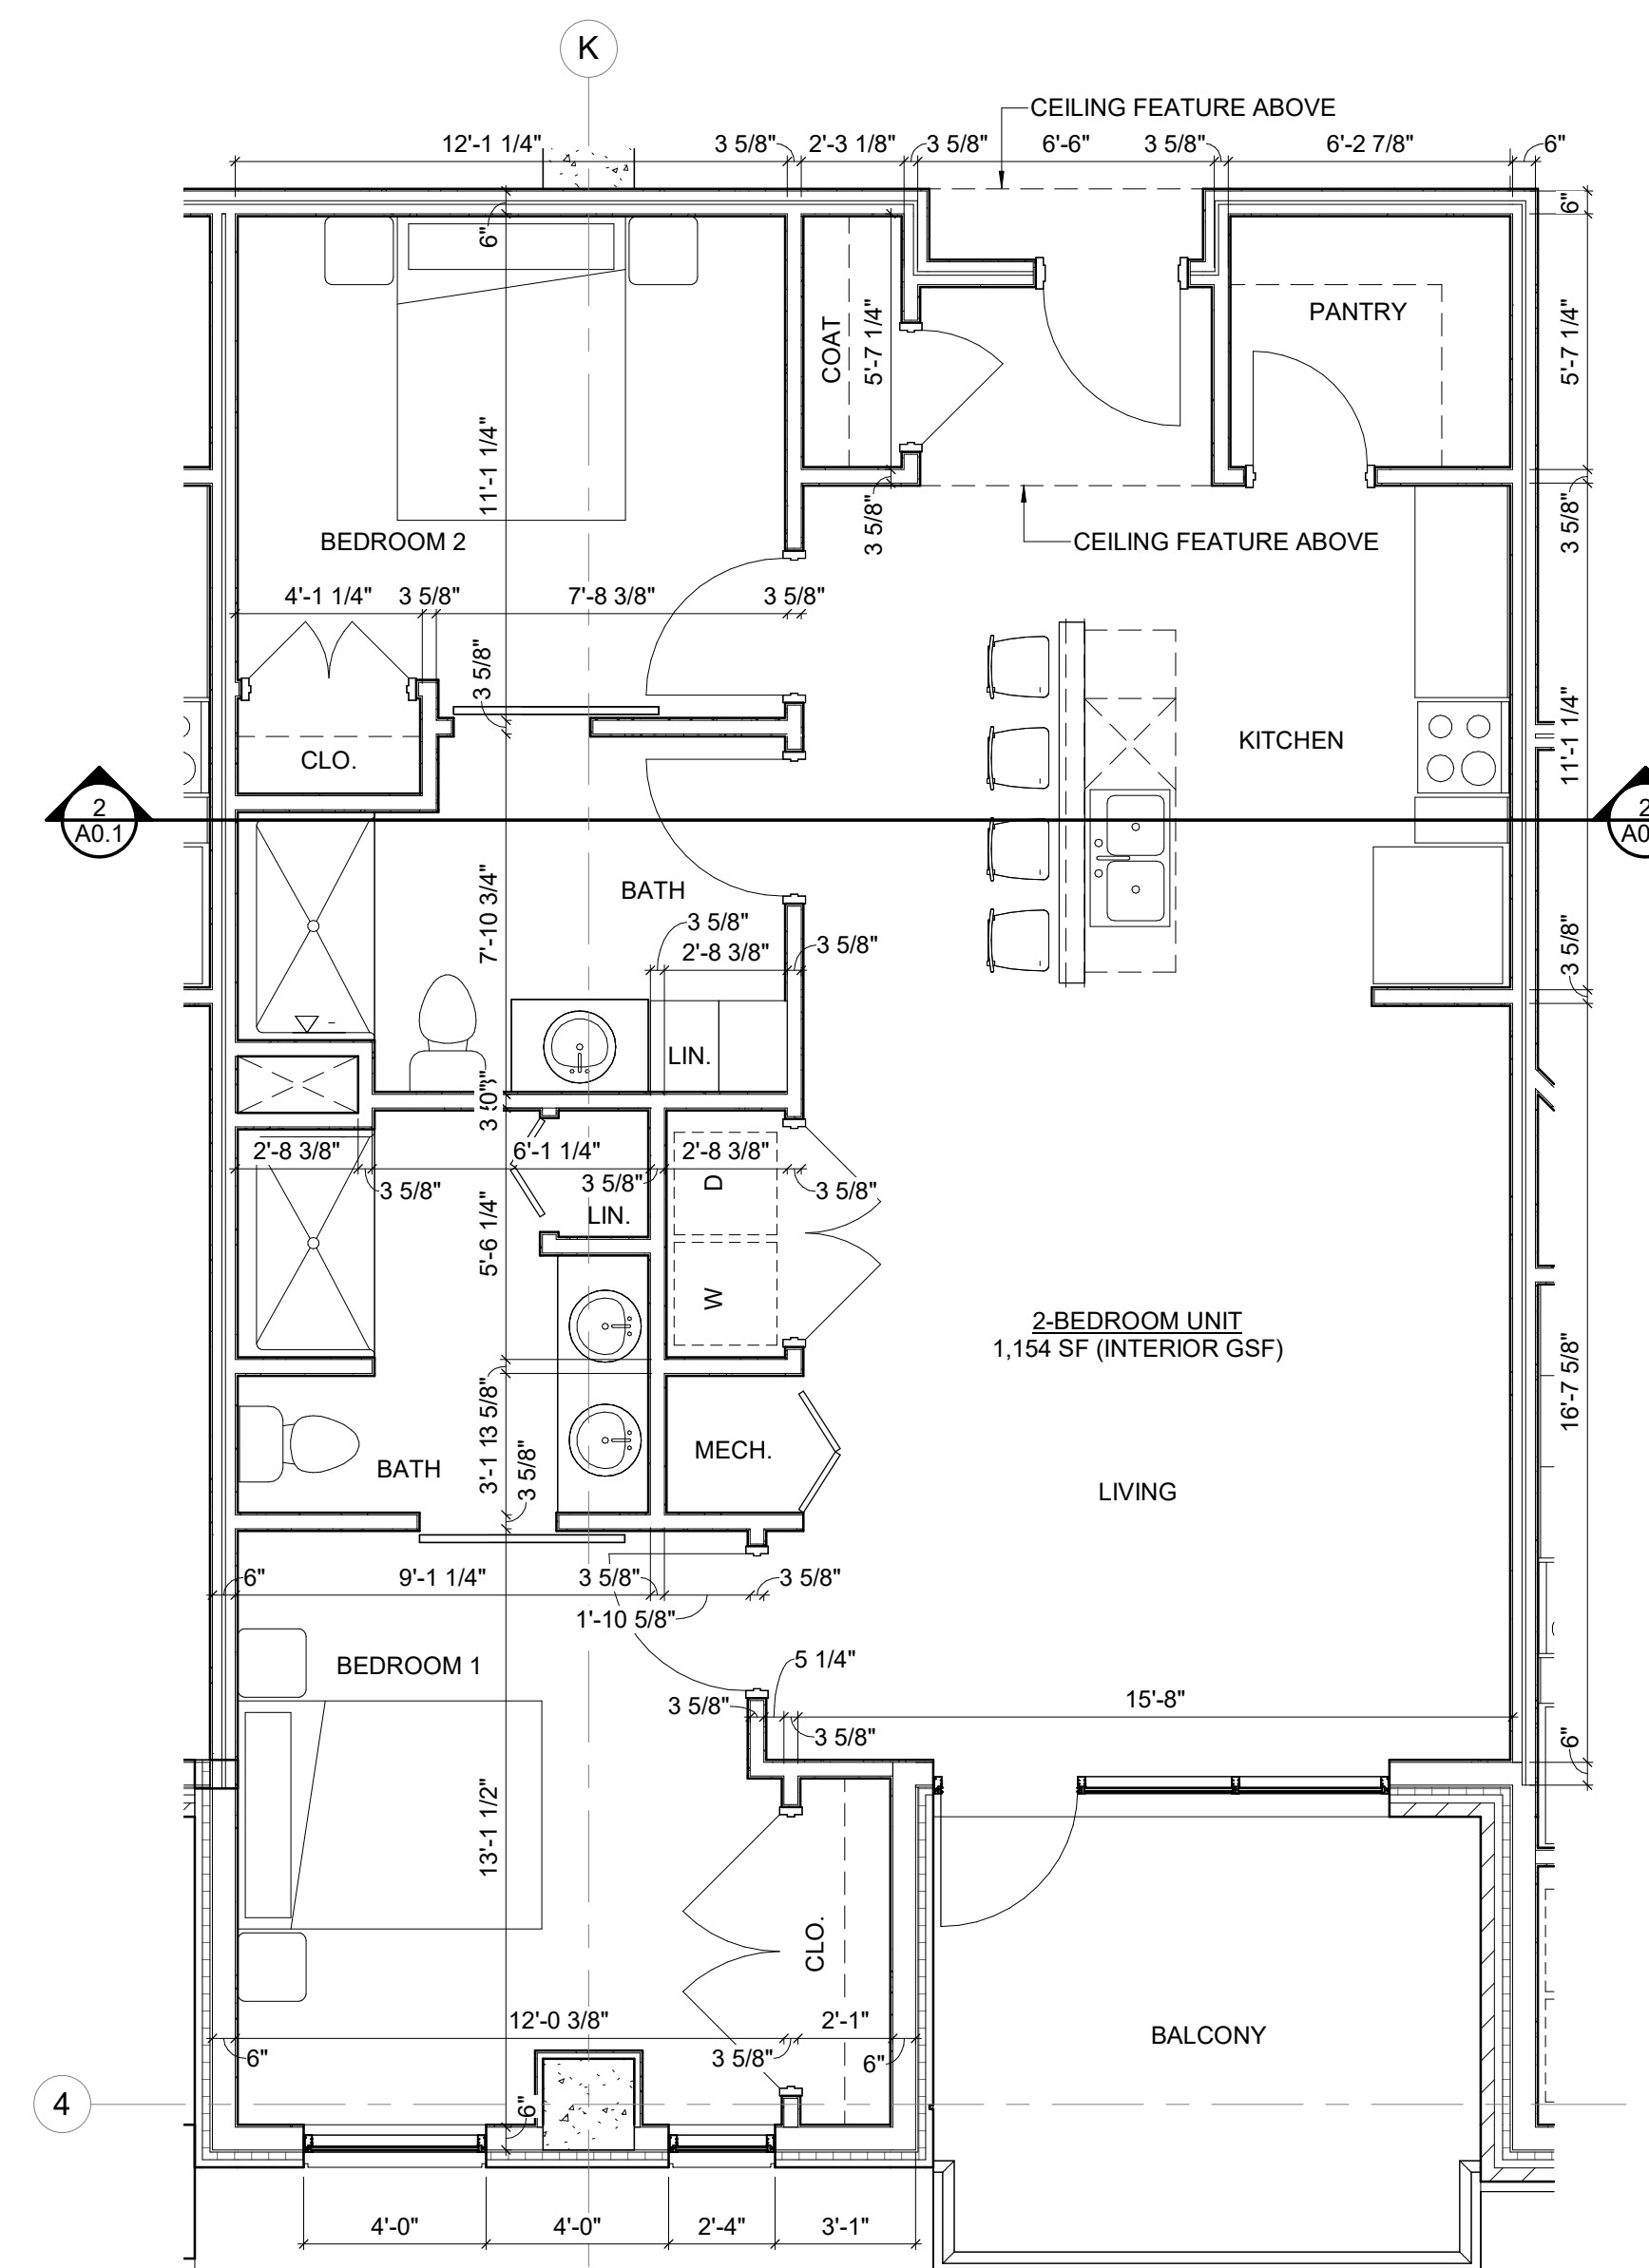 K
CEILING FEATURE ABOVE
12'-1 1/4"
3 5/8"
2'-3 1/8"
3 5/8"
6'-6"
3 5/8"
6'-2 7/8"
6"
6"
6"
COAT
5'-7 1/4"
PANTRY
5'-7 1/4"
11'-1 1/4"
3 5/8"
3 5/8"
BEDROOM 2
CEILING FEATURE ABOVE
4'-1 1/4"
3 5/8"
7'-8 3/8"
3 5/8"
3 5/8"
CLO.
KITCHEN
11'-1 1/4"
2
A0.1
2
BATH
7'-10 3/4"
3 5/8"
2'-8 3/8"
3 5/8"
3 5/8"
LIN.
2'-8 3/8"
6'-1 1/4"
2'-8 3/8"
3 5/8"
3 5/8"
3 5/8"
D
LIN.
5'-6 1/4"
W
2-BEDROOM UNIT
1,154 SF (INTERIOR GSF)
16'-7 5/8"
3'-1 13 5/8"
3 5/8"
MECH.
BATH
LIVING
6"
9'-1 1/4"
3 5/8"
3 5/8"
1'-10 5/8"
BEDROOM 1
5 1/4"
3 5/8"
15'-8"
3 5/8"
6"
13'-1 1/2"
CLO.
12'-0 3/8"
2'-1"
6"
3 5/8"
6"
BALCONY
4
6"
4'-0"
4'-0"
2'-4"
3'-1"